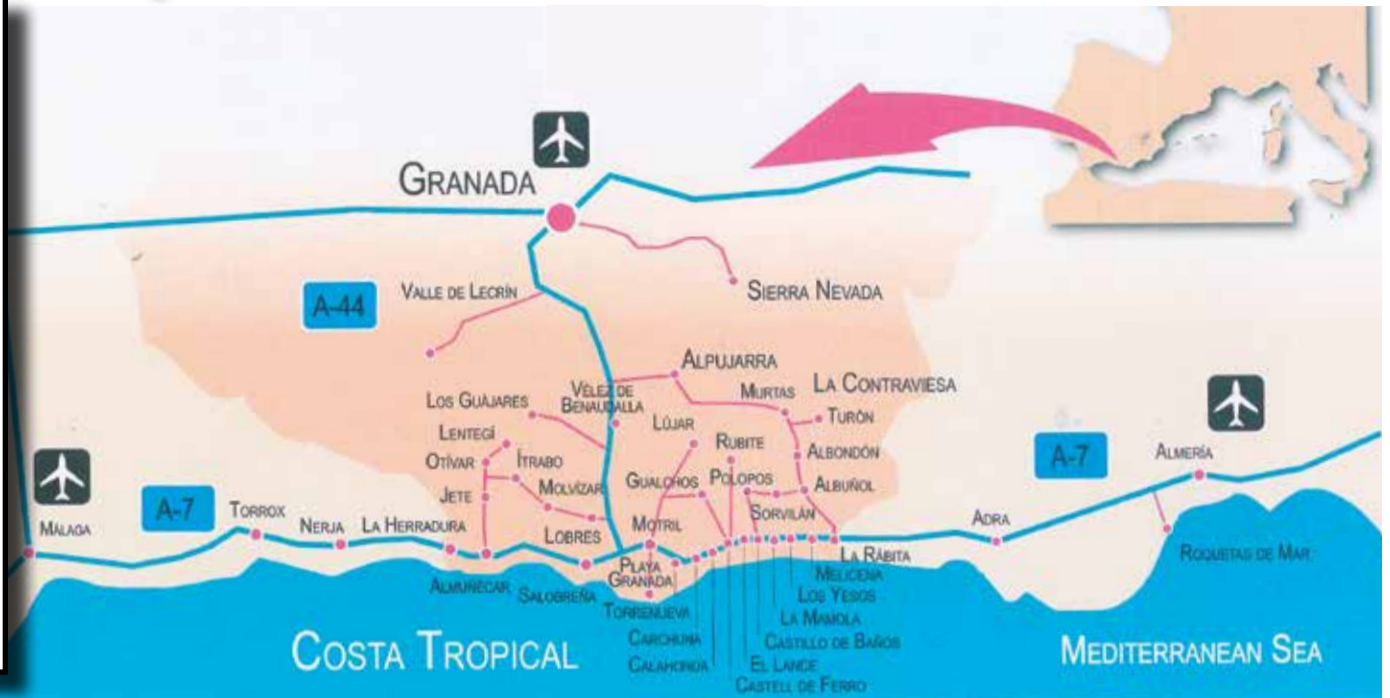 GRANADA
SIERRA NEVADA
VALLE DE LECRÍN
A-44
ALPUJARRA
LA CONTRAVIESA
MURTAS
TURÓN
VÉLEZ DE
BENAUDALLA
LOS GUÁJARES
LÚJAR
RUBITE
LENTEGÍ
OTÍVAR
ÍTRABO
ALBONDÓN
A-7
ALMERÍA
MOLVÍZAR
GUALCHOS
POLOPOS
ALBUÑOL
JETE
SORVILÁN
A-7
TORROX
NERJA
LA HERRADURA
MÁLAGA
LOBRES
MOTRIL
ADRA
ROQUETAS DE MAR
LA RÁBITA
PLAYA
GRANADA
MELICENA
ALMUÑECAR
SALOBREÑA
LOS YESOS
TORRENUEVA
LA MAMOLA
CARCHUNA
CASTILLO DE BAÑOS
CALAHONDA
EL LANCE
CASTELL DE FERRO
COSTA TROPICAL
MEDITERRANEAN SEA